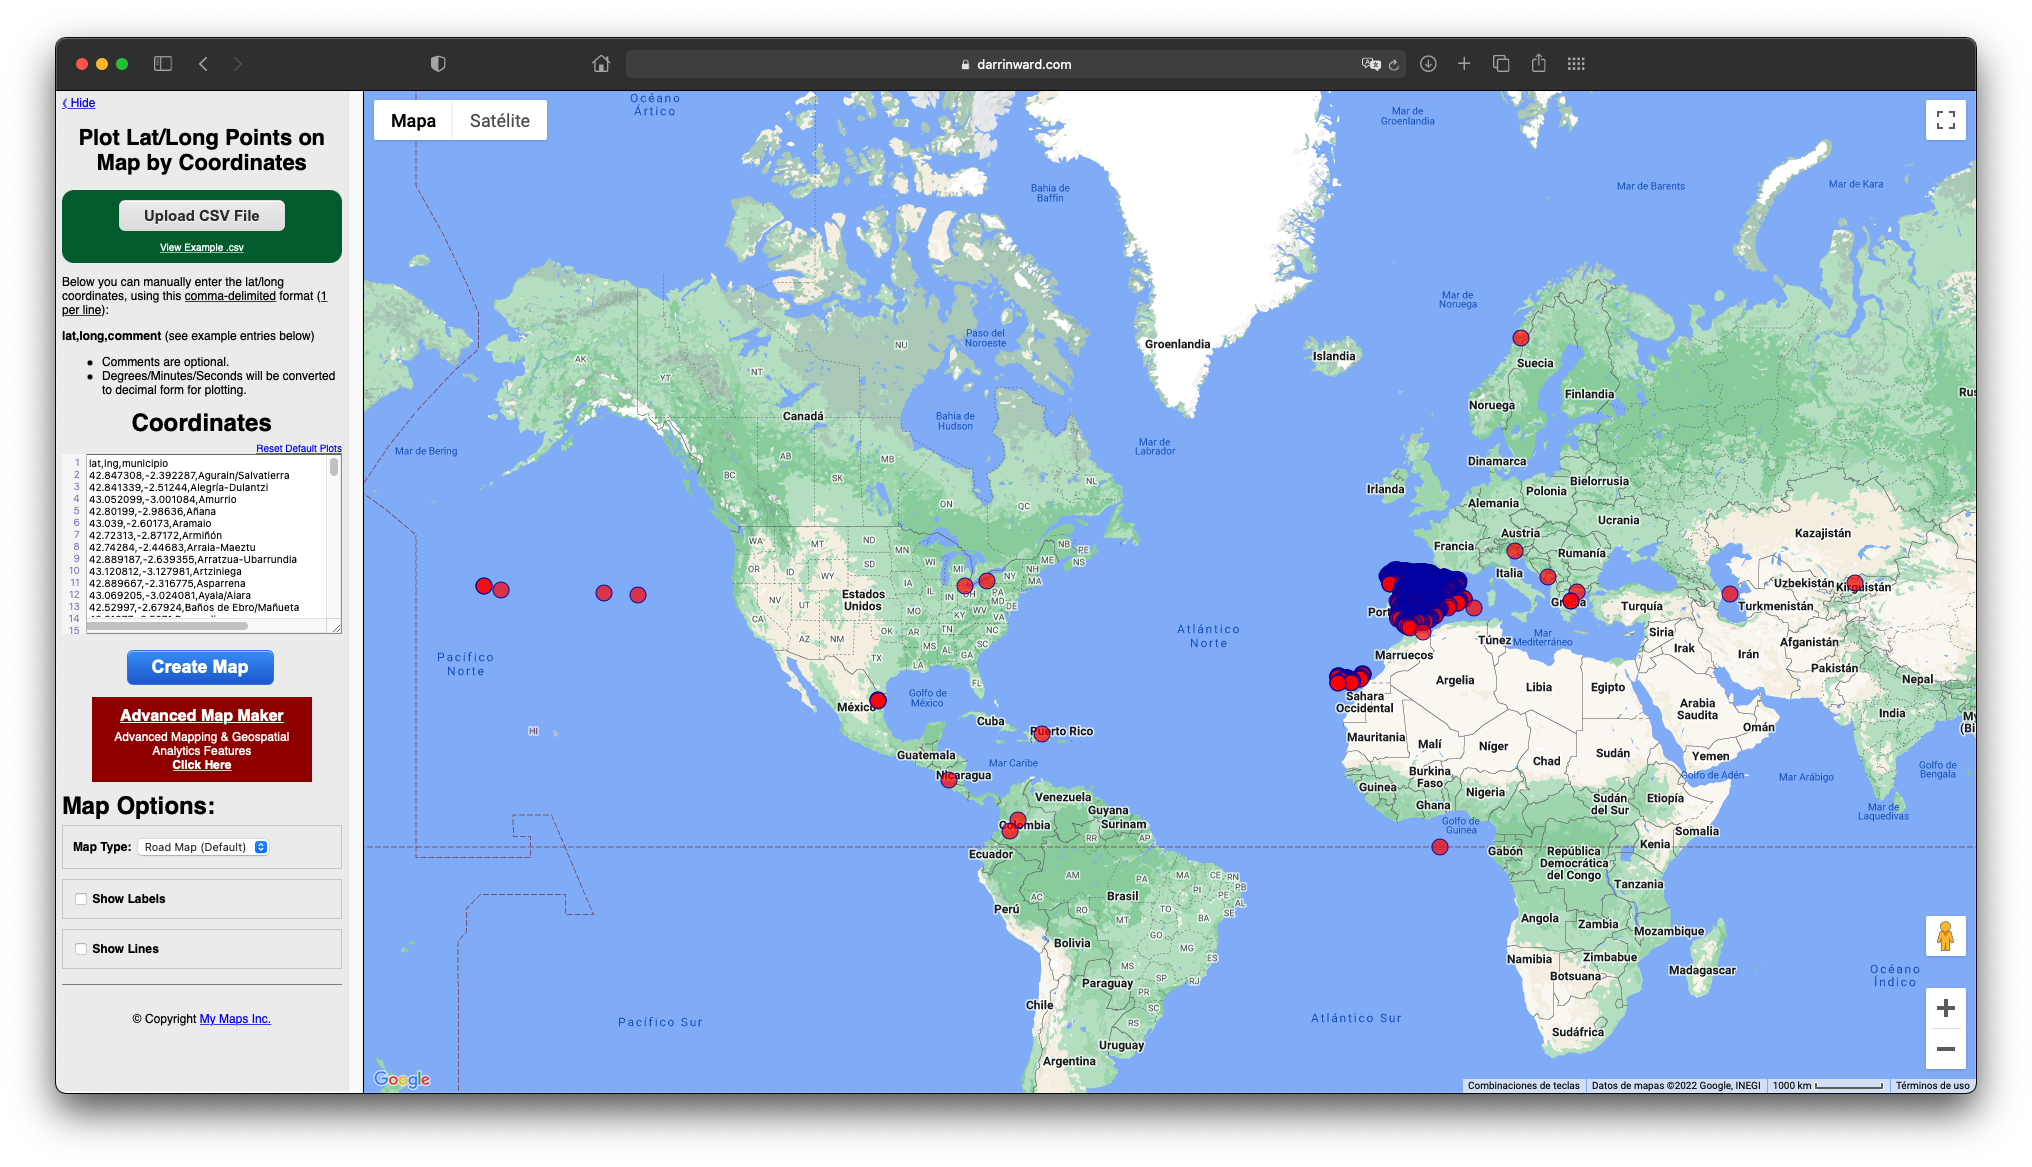 darrinward.com
‹ Hide
Plot Lat/Long Points on
Map by Coordinates
Upload CSV File
View Example .csv
Below you can manually enter the lat/long
coordinates, using this comma-delimited format (1
per line):
lat,long,comment (see example entries below)
Comments are optional.
Degrees/Minutes/Seconds will be converted
to decimal form for plotting.
Coordinates
Reset Default Plots
1 lat,lng,municipio
2 42.847308,-2.392287,Agurain/Salvatierra
3 42.841339,-2.51244,Alegría-Dulantzi
4 43.052099,-3.001084,Amurrio
5 42.80199,-2.98636,Añana
6 43.039,-2.60173,Aramaio
7 42.72313,-2.87172,Armiñón
8 42.74284,-2.44683,Arraia-Maeztu
9 42.889187,-2.639355,Arratzua-Ubarrundia
10 43.120812,-3.127981,Artziniega
11 42.889667,-2.316775,Asparrena
12 43.069205,-3.024081,Ayala/Aiara
13 42.52997,-2.67924,Baños de Ebro/Mañueta
14
15
Create Map
Advanced Map Maker
Advanced Mapping & Geospatial
Analytics Features
Click Here
Map Options:
Map Type: Road Map (Default)
Show Labels
Show Lines
© Copyright My Maps Inc.
Mapa Satélite
Océano
Ártico
Mar de
Groenlandia
Bahía de
Baffin
Mar de Barents
Mar de Kara
Mar de
Noruega
Paso del
Noroeste
Groenlandia
Islandia
Suecia
Finlandia
Noruega
Rus
AK
YT
NT
NU
Canadá
Bahía de
Hudson
Mar de
Labrador
Mar de Bering
BC
AB
SK
MB
ON
QC
NL
Dinamarca
Irlanda
Alemania
Polonia
Bielorrusia
Ucrania
Austria
Francia
Rumanía
Italia
Kazajistán
Uzbekistán
Kirguistán
Turkmenistán
Turquía
Grecia
Port
WA
MT
ND
MN
OR
ID
WY
SD
WI
MI
NB
PE
NS
NH
MA
NY
IA
NV
UT
Estados
Unidos
IL
IN
OH
PA
MD
DE
CA
MO
KY
WV
VA
AZ
NM
OK
AR
TN
NC
SC
MS
AL
GA
TX
LA
FL
Atlántico
Norte
Pacífico
Norte
Golfo de
México
México
Cuba
Puerto Rico
HI
Guatemala
Mar Caribe
Nicaragua
Venezuela
Guyana
Surinam
Colombia
Ecuador
RR
AP
Túnez
Mar
Mediterráneo
Marruecos
Siria
Irak
Irán
Afganistán
Pakistán
Nepal
Argelia
Libia
Egipto
Sahara
Occidental
Arabia
Saudita
Omán
India
My
(Bi
Mauritania
Malí
Níger
Chad
Sudán
Yemen
Golfo de Adén
Mar Arábigo
Golfo de
Bengala
Burkina
Faso
Guinea
Ghana
Nigeria
Sudán
del Sur
Etiopía
Mar de
Laquedivas
Golfo de
Guinea
Somalia
Gabón
República
Democrática
del Congo
Kenia
Tanzania
AM
PA
MA
CE
RN
PB
PI
PE
AL
SE
AC
RO
TO
BA
MT
Perú
Brasil
GO
MG
ES
MS
SP
RJ
PR
SC
RS
Bolivia
Paraguay
Chile
Uruguay
Argentina
Angola
Zambia
Mozambique
Namibia
Zimbabue
Botsuana
Madagascar
Sudáfrica
Océano
Índico
Pacífico Sur
Atlántico Sur
Google
Combinaciones de teclas
Datos de mapas ©2022 Google, INEGI
1000 km
Términos de uso